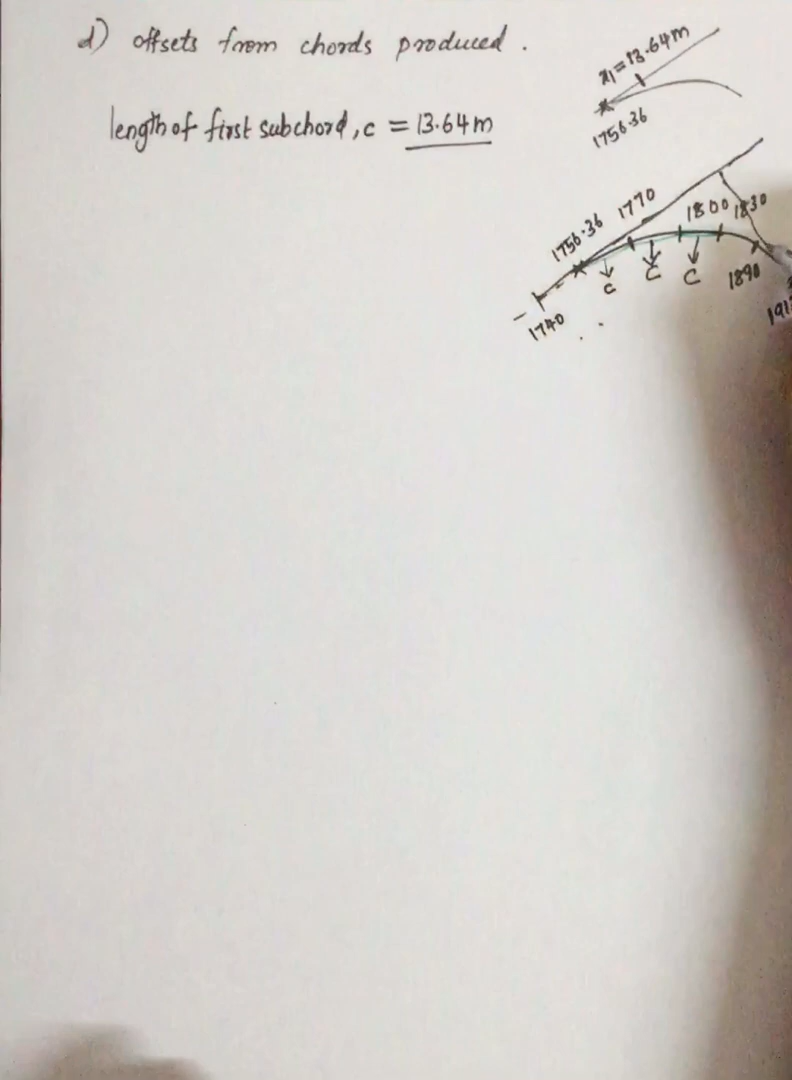 d) offsets from chords produced.
x₁=13.64m
1756.36
length of first subchord, c = 13.64m
1756.36 1770 1800 1830
c C C 1890
1740